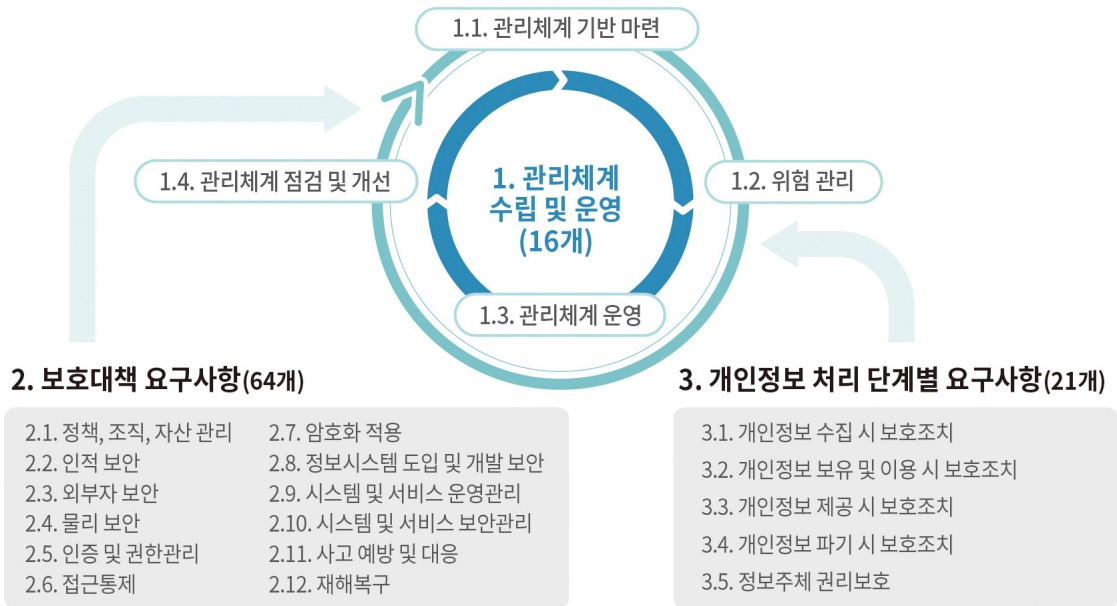 1.1. 관리체계 기반 마련
1. 관리체계
수립 및 운영
(16개)
1.4. 관리체계 점검 및 개선
1.2. 위험 관리
1.3. 관리체계 운영
2. 보호대책 요구사항(64개)
2.1. 정책, 조직, 자산 관리
2.2. 인적 보안
2.3. 외부자 보안
2.4. 물리 보안
2.5. 인증 및 권한관리
2.6. 접근통제
2.7. 암호화 적용
2.8. 정보시스템 도입 및 개발 보안
2.9. 시스템 및 서비스 운영관리
2.10. 시스템 및 서비스 보안관리
2.11. 사고 예방 및 대응
2.12. 재해복구
3. 개인정보 처리 단계별 요구사항(21개)
3.1. 개인정보 수집 시 보호조치
3.2. 개인정보 보유 및 이용 시 보호조치
3.3. 개인정보 제공 시 보호조치
3.4. 개인정보 파기 시 보호조치
3.5. 정보주체 권리보호